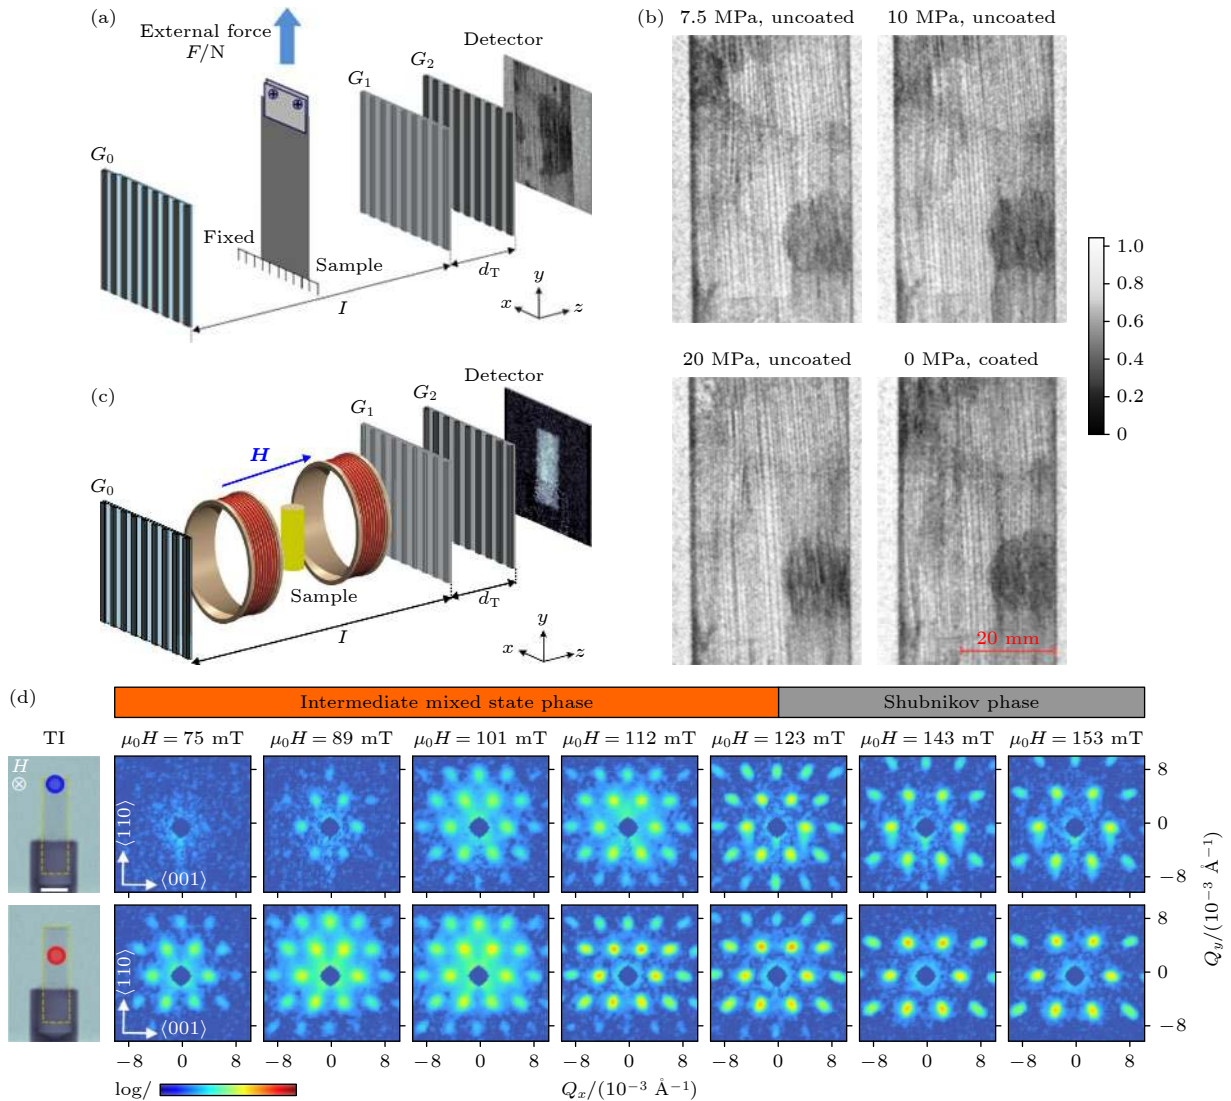 (a)
External force
F/N
G0
G1
G2
Detector
Fixed
Sample
l
dT
y
x
z
(b)
7.5 MPa, uncoated
10 MPa, uncoated
20 MPa, uncoated
0 MPa, coated
20 mm
1.0
0.8
0.6
0.4
0.2
0
(c)
H
G0
G1
G2
Detector
Sample
l
dT
y
x
z
(d)
Intermediate mixed state phase
Shubnikov phase
TI
μ0H = 75 mT
μ0H = 89 mT
μ0H = 101 mT
μ0H = 112 mT
μ0H = 123 mT
μ0H = 143 mT
μ0H = 153 mT
H
⊗
⟨110⟩
⟨001⟩
8
0
−8
⟨110⟩
⟨001⟩
8
0
−8
Qy/(10−3 Å−1)
−8 0 8 −8 0 8 −8 0 8 −8 0 8 −8 0 8 −8 0 8 −8 0 8
log/
Qx/(10−3 Å−1)